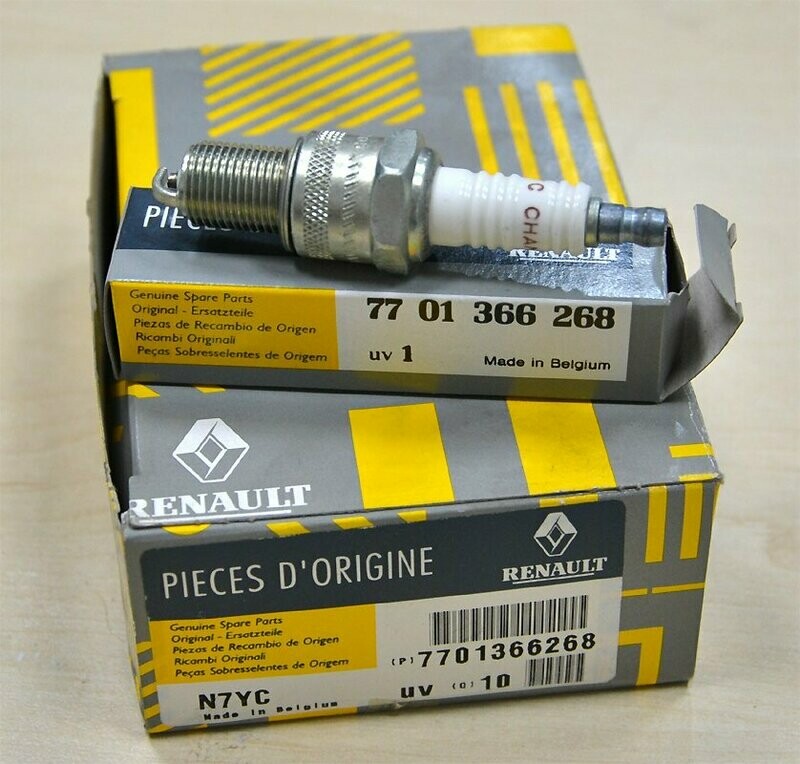 C CHA
PIE
RENAULT
Genuine Spare Parts
Original - Ersatzteile
Piezas de Recambio de Origen
Ricambi Originali
Peças Sobresselentes de Origem
77 01 366 268
uv 1 Made in Belgium
RENAULT
PIECES D'ORIGINE
RENAULT
Genuine Spare Parts
Original - Ersatzteile
Piezas de Recambio de Origen
Ricambi Originali
Peças Sobresselentes de Origem
(P) 7701366268
N7YC uv (Q) 10
Made in Belgium